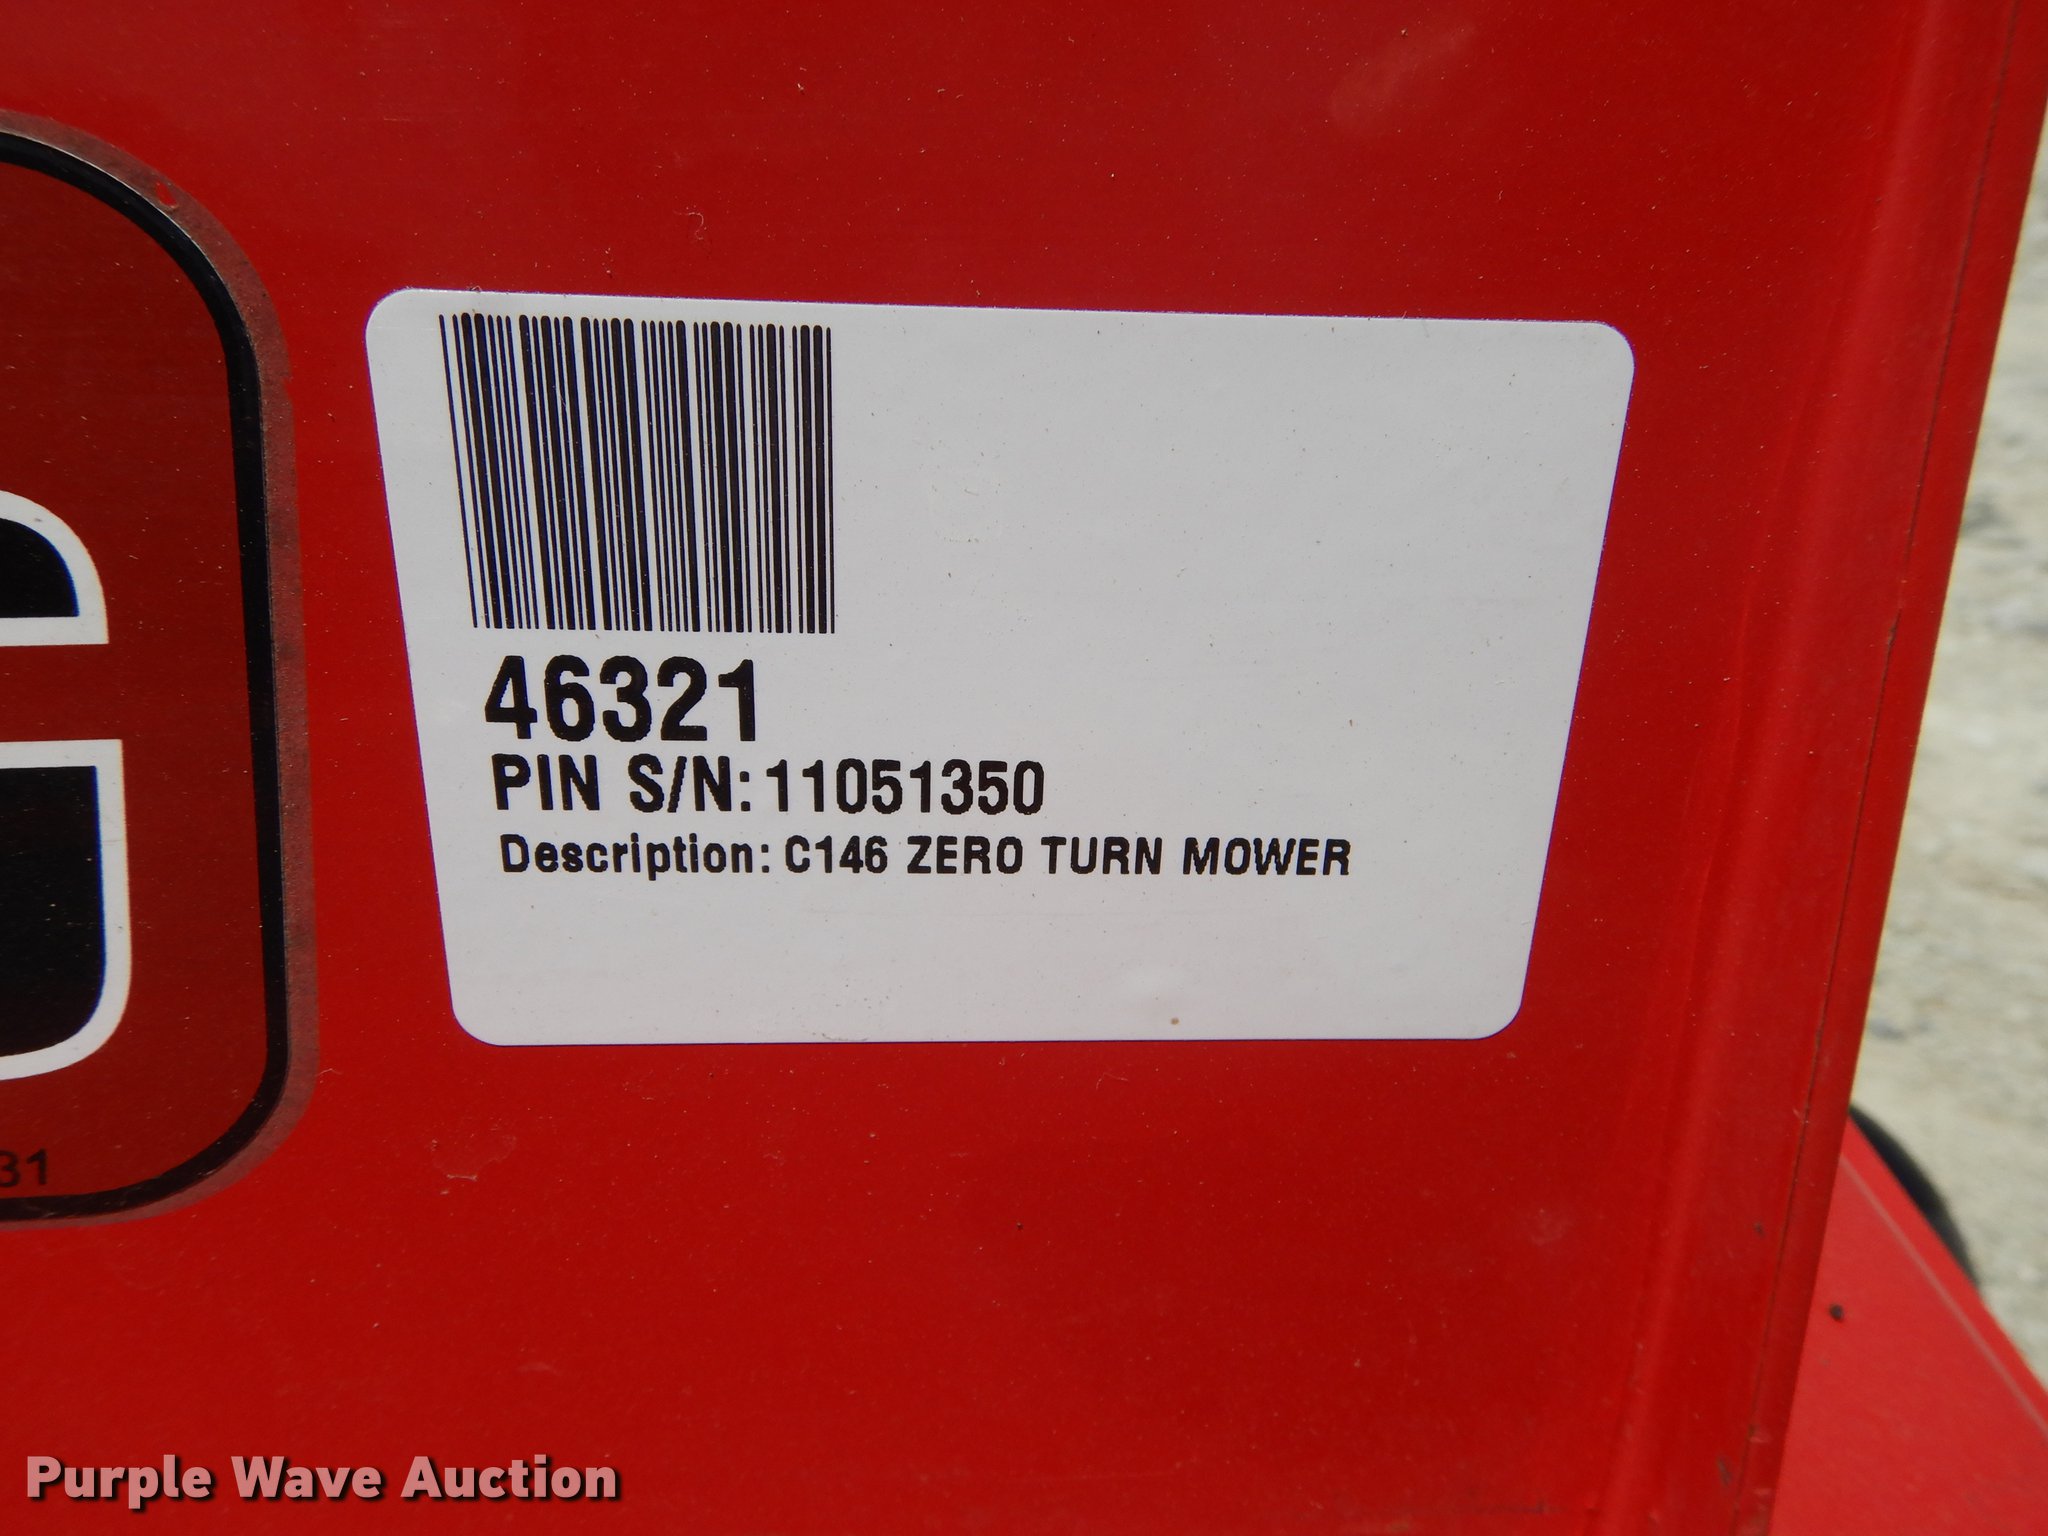 46321
PIN S/N: 11051350
Description: C146 ZERO TURN MOWER
31
Purple Wave Auction